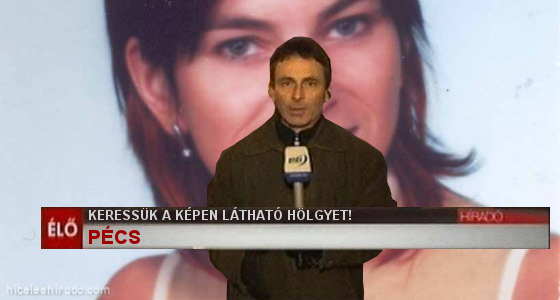 KERESSÜK A KÉPEN LÁTHATÓ HÖLGYET!
HÍRADÓ
ÉLŐ
PÉCS
hiteleshirado.com